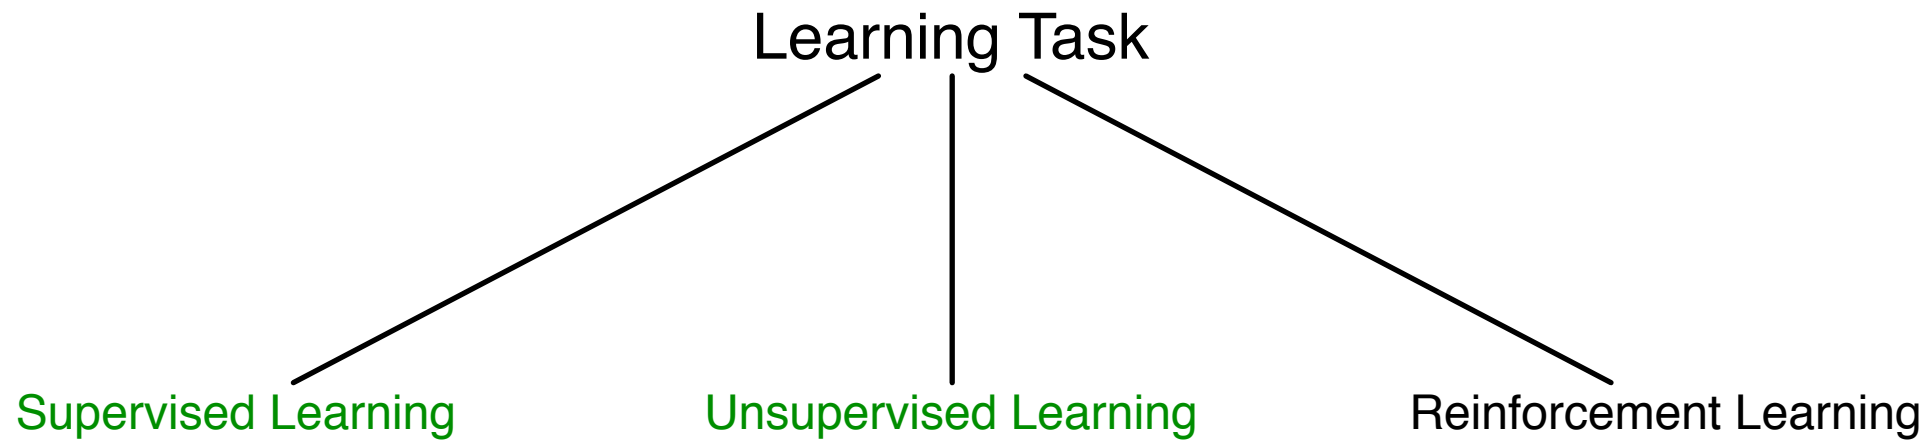 Learning Task
Supervised Learning
Unsupervised Learning
Reinforcement Learning